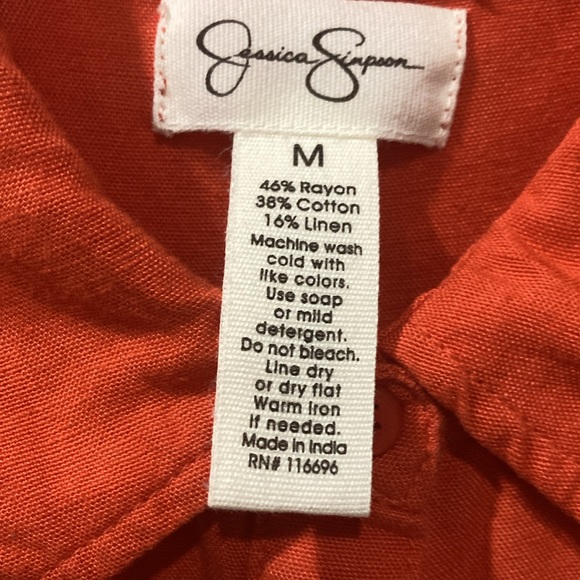 Jessica Simpson
M
46% Rayon
38% Cotton
16% Linen
Machine wash
cold with
like colors.
Use soap
or mild
detergent.
Do not bleach.
Line dry
or dry flat
Warm iron
if needed.
Made in India
RN# 116696